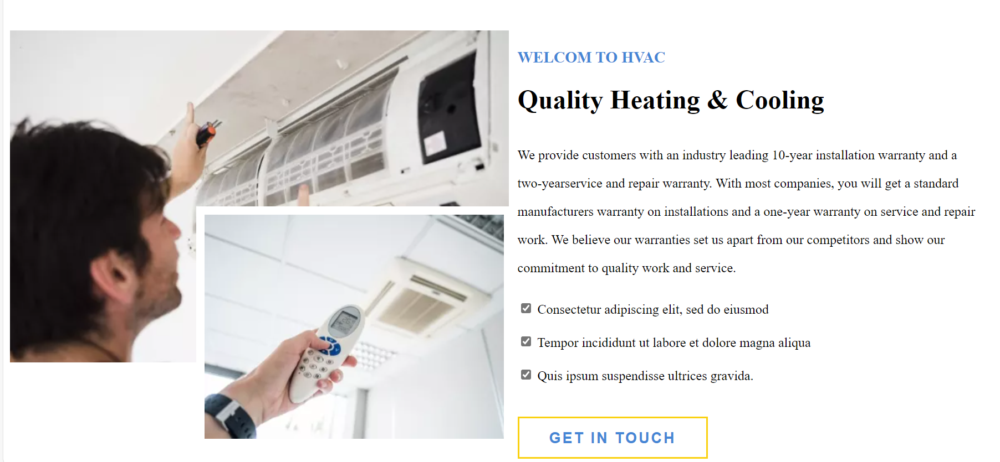 WELCOM TO HVAC
Quality Heating & Cooling
We provide customers with an industry leading 10-year installation warranty and a
two-yearservice and repair warranty. With most companies, you will get a standard
manufacturers warranty on installations and a one-year warranty on service and repair
work. We believe our warranties set us apart from our competitors and show our
commitment to quality work and service.
Consectetur adipiscing elit, sed do eiusmod
Tempor incididunt ut labore et dolore magna aliqua
Quis ipsum suspendisse ultrices gravida.
GET IN TOUCH